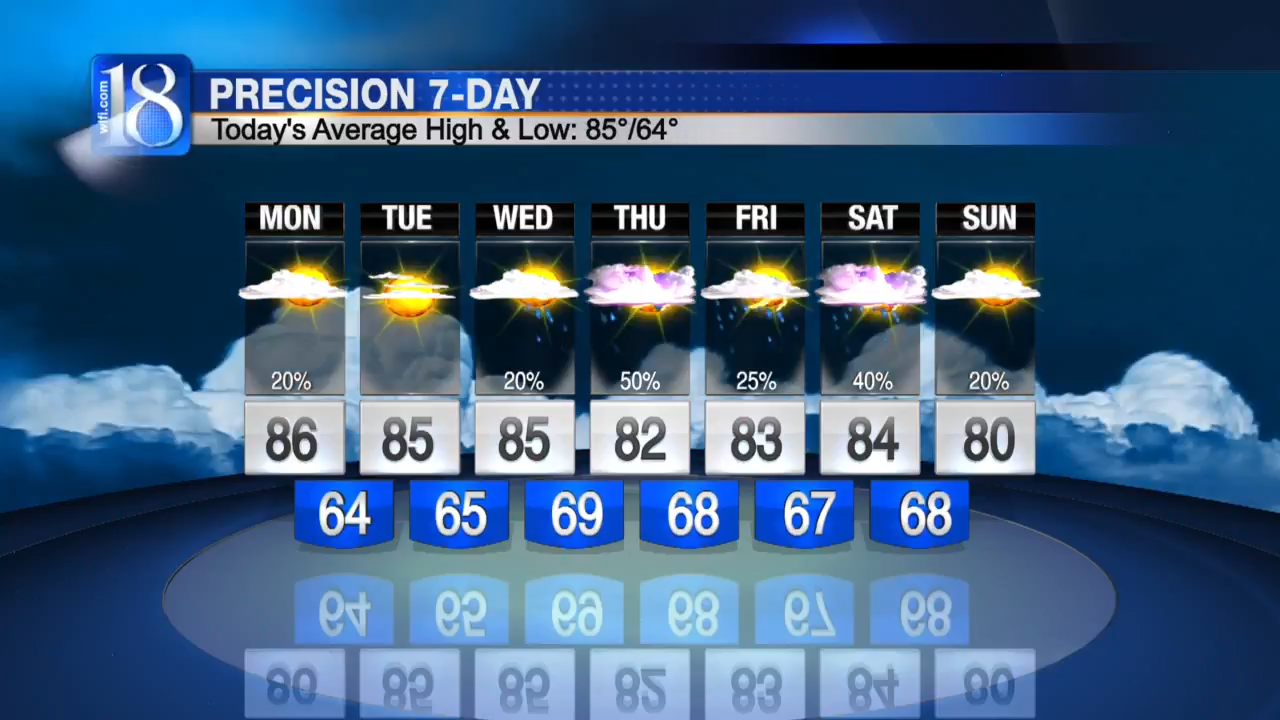 wlfi.com
18
PRECISION 7-DAY
Today's Average High & Low: 85°/64°
MON TUE WED THU FRI SAT SUN
20% 20% 50% 25% 40% 20%
86 85 85 82 83 84 80
64 65 69 68 67 68